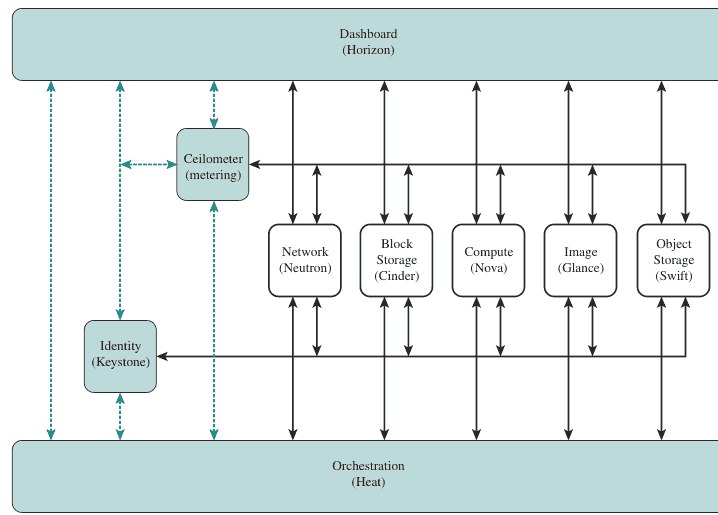 Dashboard
(Horizon)
Ceilometer
(metering)
Network
(Neutron)
Block
Storage
(Cinder)
Compute
(Nova)
Image
(Glance)
Object
Storage
(Swift)
Identity
(Keystone)
Orchestration
(Heat)